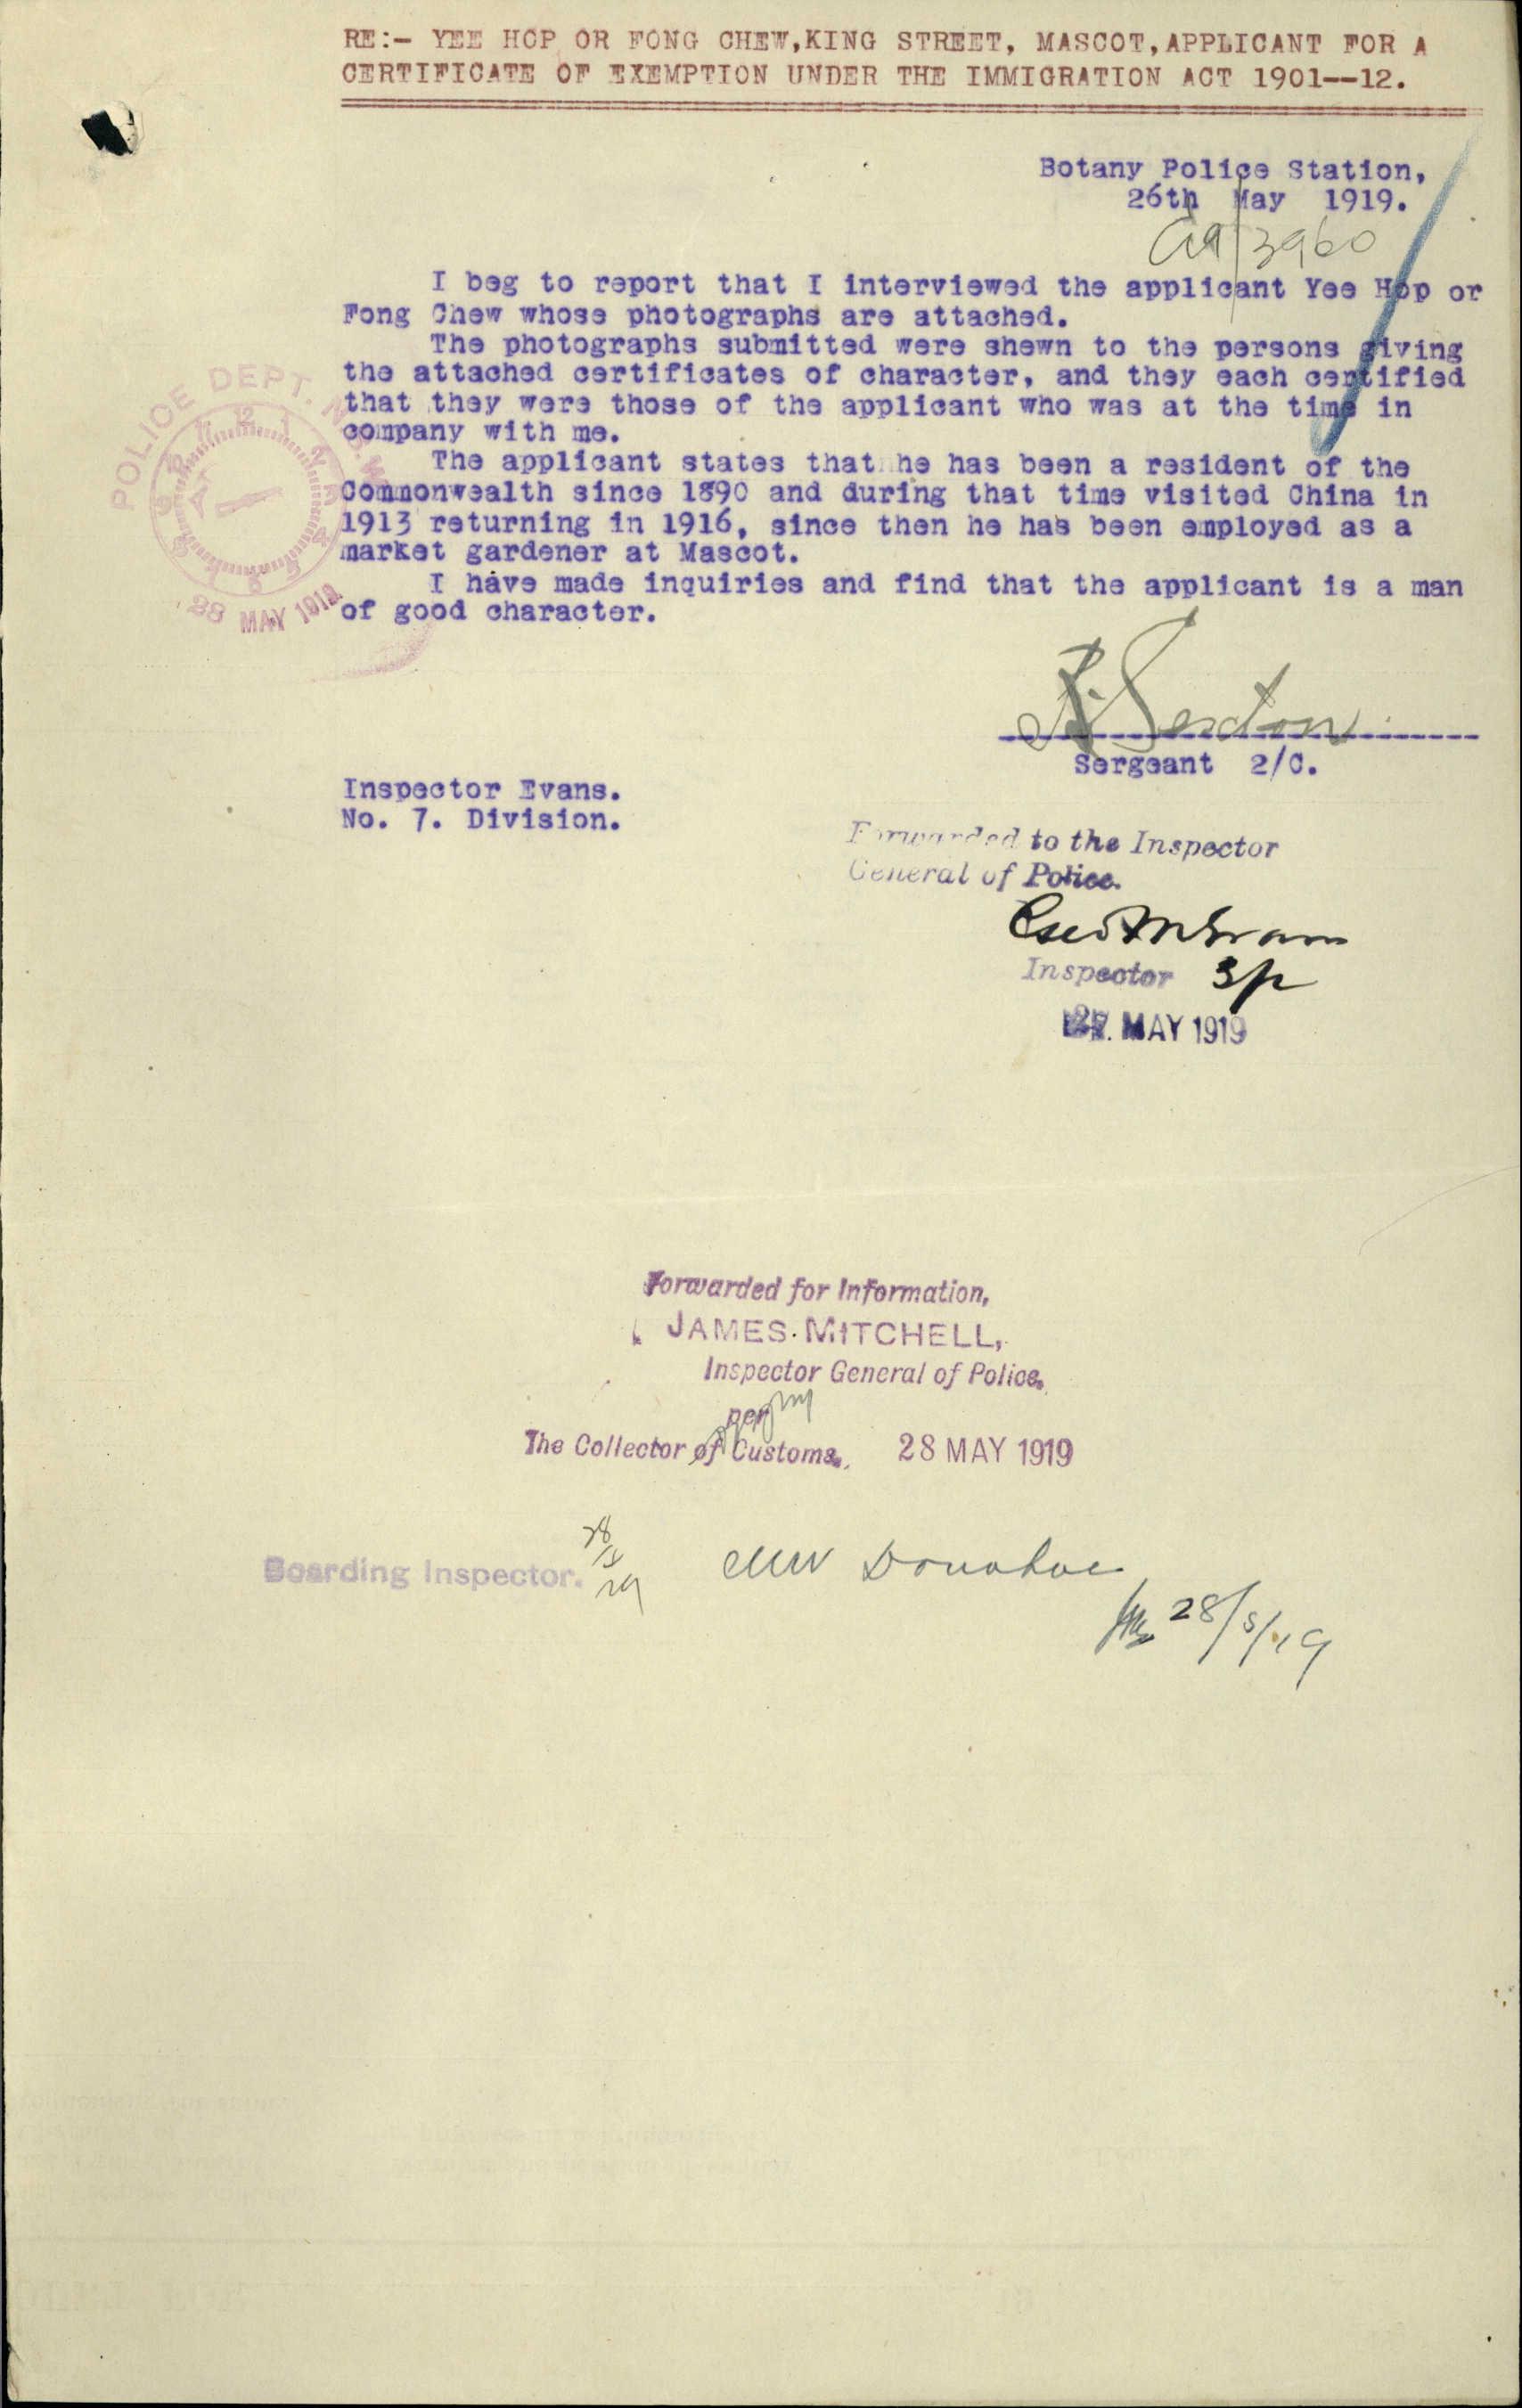 RE:- YEE HOP OR FONG CHEW,KING STREET, MASCOT,APPLICANT FOR A
CERTIFICATE OF EXEMPTION UNDER THE IMMIGRATION ACT 1901--12.
Botany Police Station,
26th May 1919.
3960
I beg to report that I interviewed the applicant Yee Hop or
Fong Chew whose photographs are attached.
The photographs submitted were shewn to the persons giving
the attached certificates of character, and they each certified
that they were those of the applicant who was at the time in
company with me.
The applicant states that he has been a resident of the
Commonwealth since 1890 and during that time visited China in
1913 returning in 1916, since then he has been employed as a
market gardener at Mascot.
I have made inquiries and find that the applicant is a man
of good character.
POLICE DEPT. N.S.W.
28 MAY 1919
Sergeant 2/C.
Inspector Evans.
No. 7. Division.
Forwarded to the Inspector
General of Police.
Inspector
MAY 1919
Forwarded for Information,
JAMES MITCHELL,
Inspector General of Police.
per
The Collector of Customs. 28 MAY 1919
Boarding Inspector.
Donohoe
28/5/19